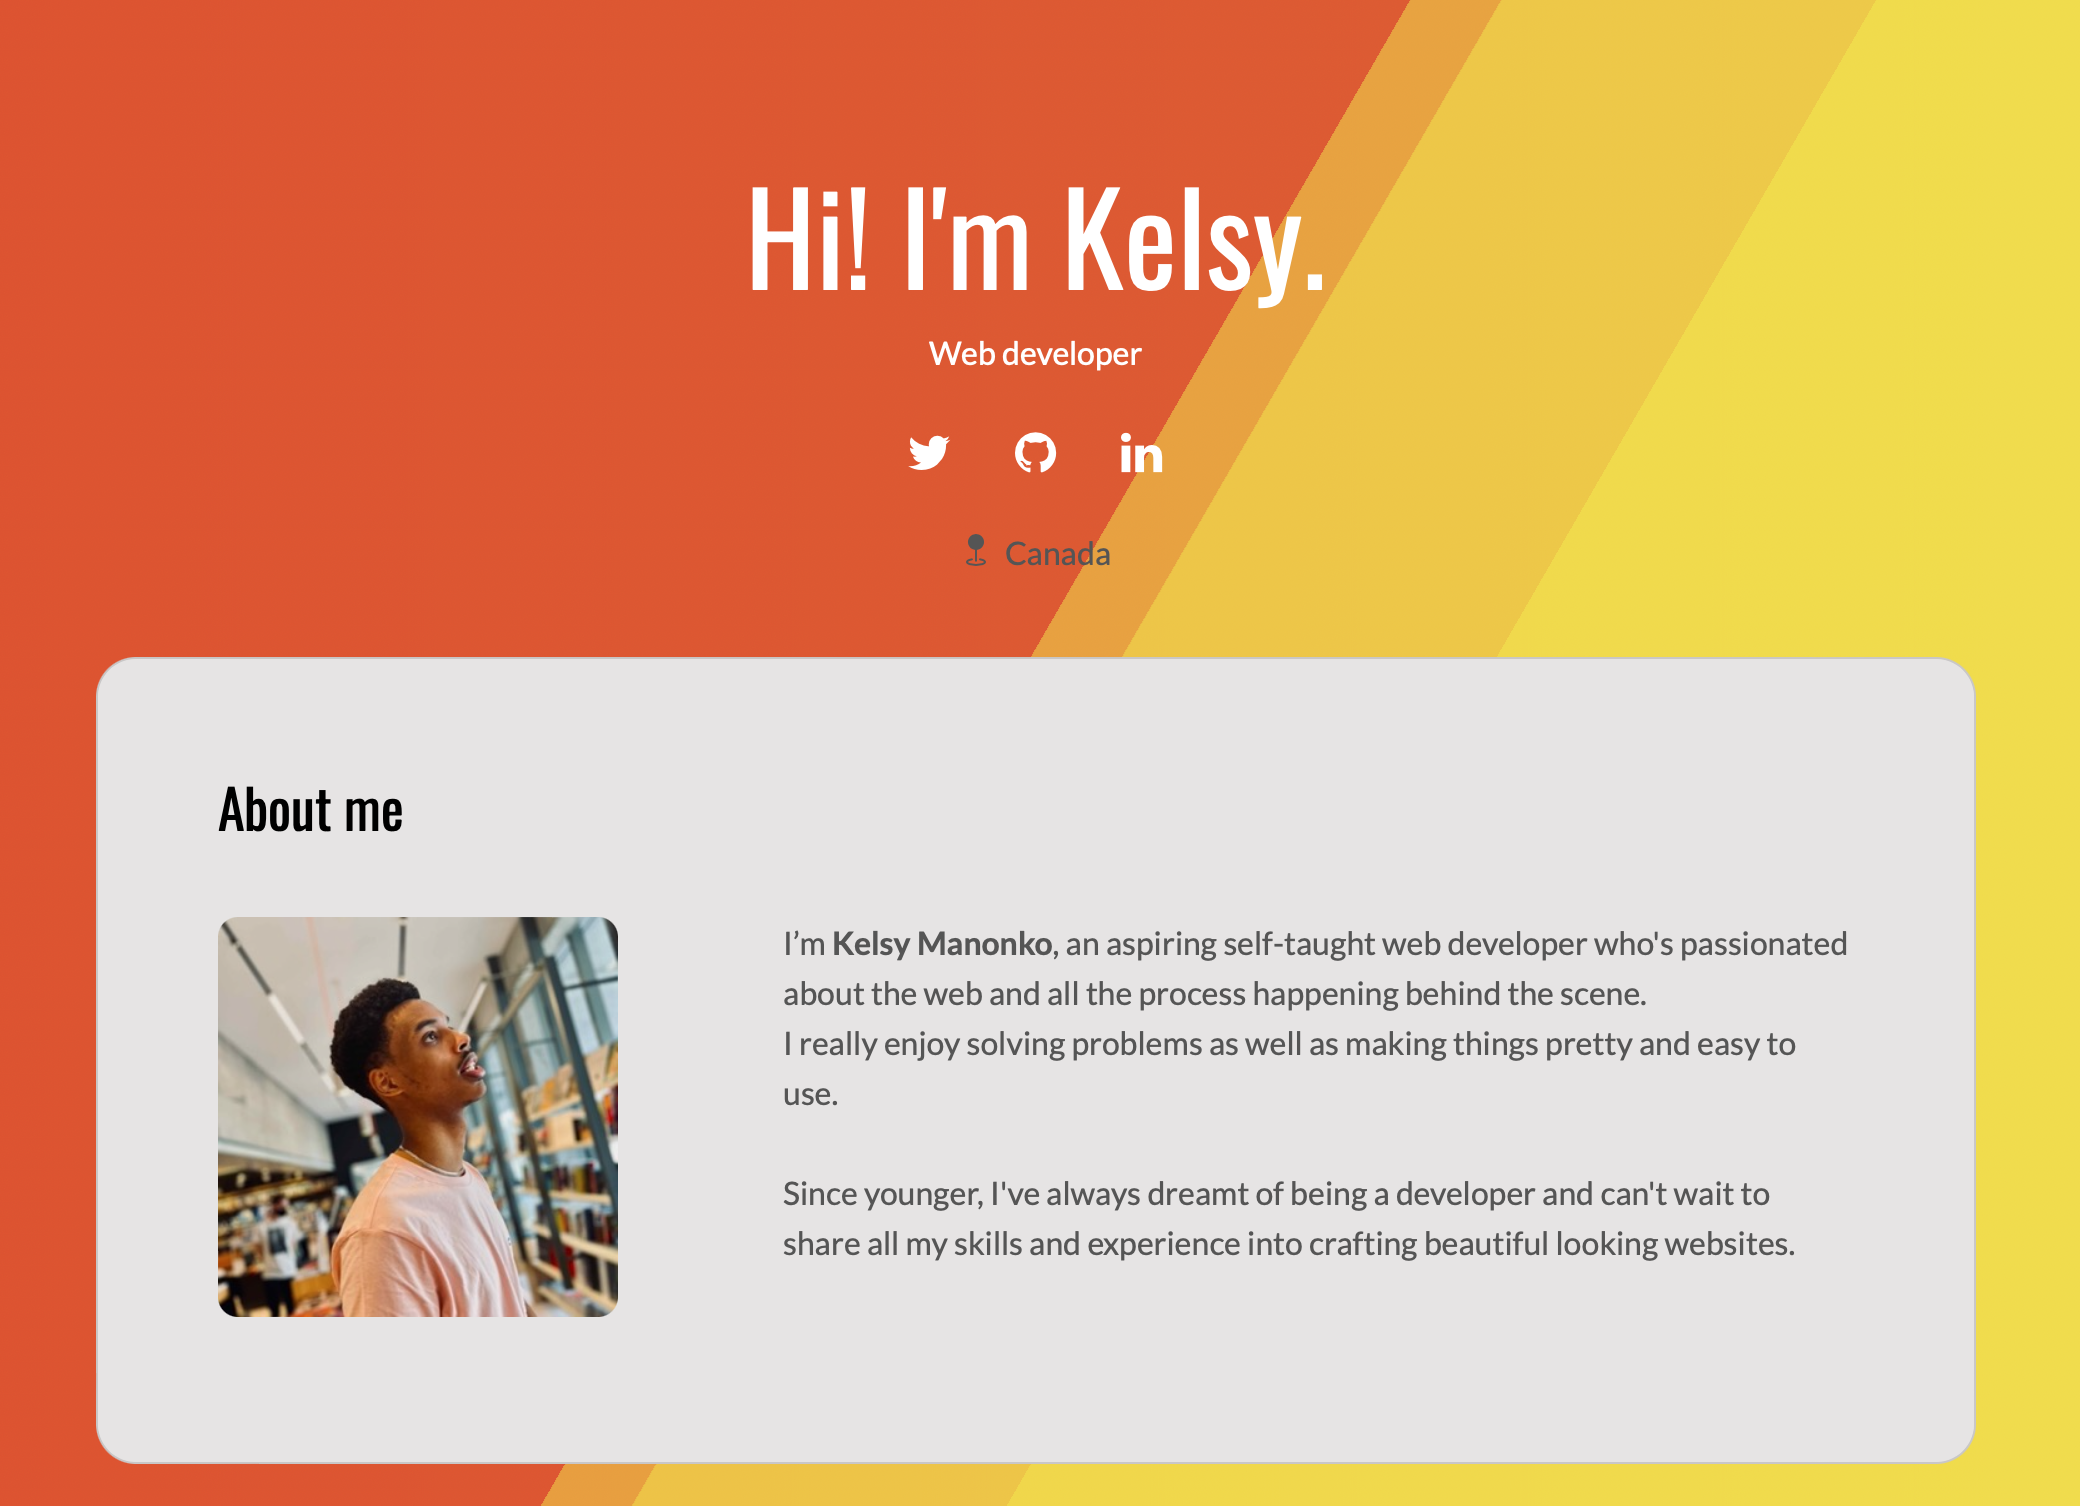 Hi! I'm Kelsy.
Web developer
in
Canada
About me
I’m Kelsy Manonko, an aspiring self-taught web developer who's passionated
about the web and all the process happening behind the scene.
I really enjoy solving problems as well as making things pretty and easy to
use.
Since younger, I've always dreamt of being a developer and can't wait to
share all my skills and experience into crafting beautiful looking websites.